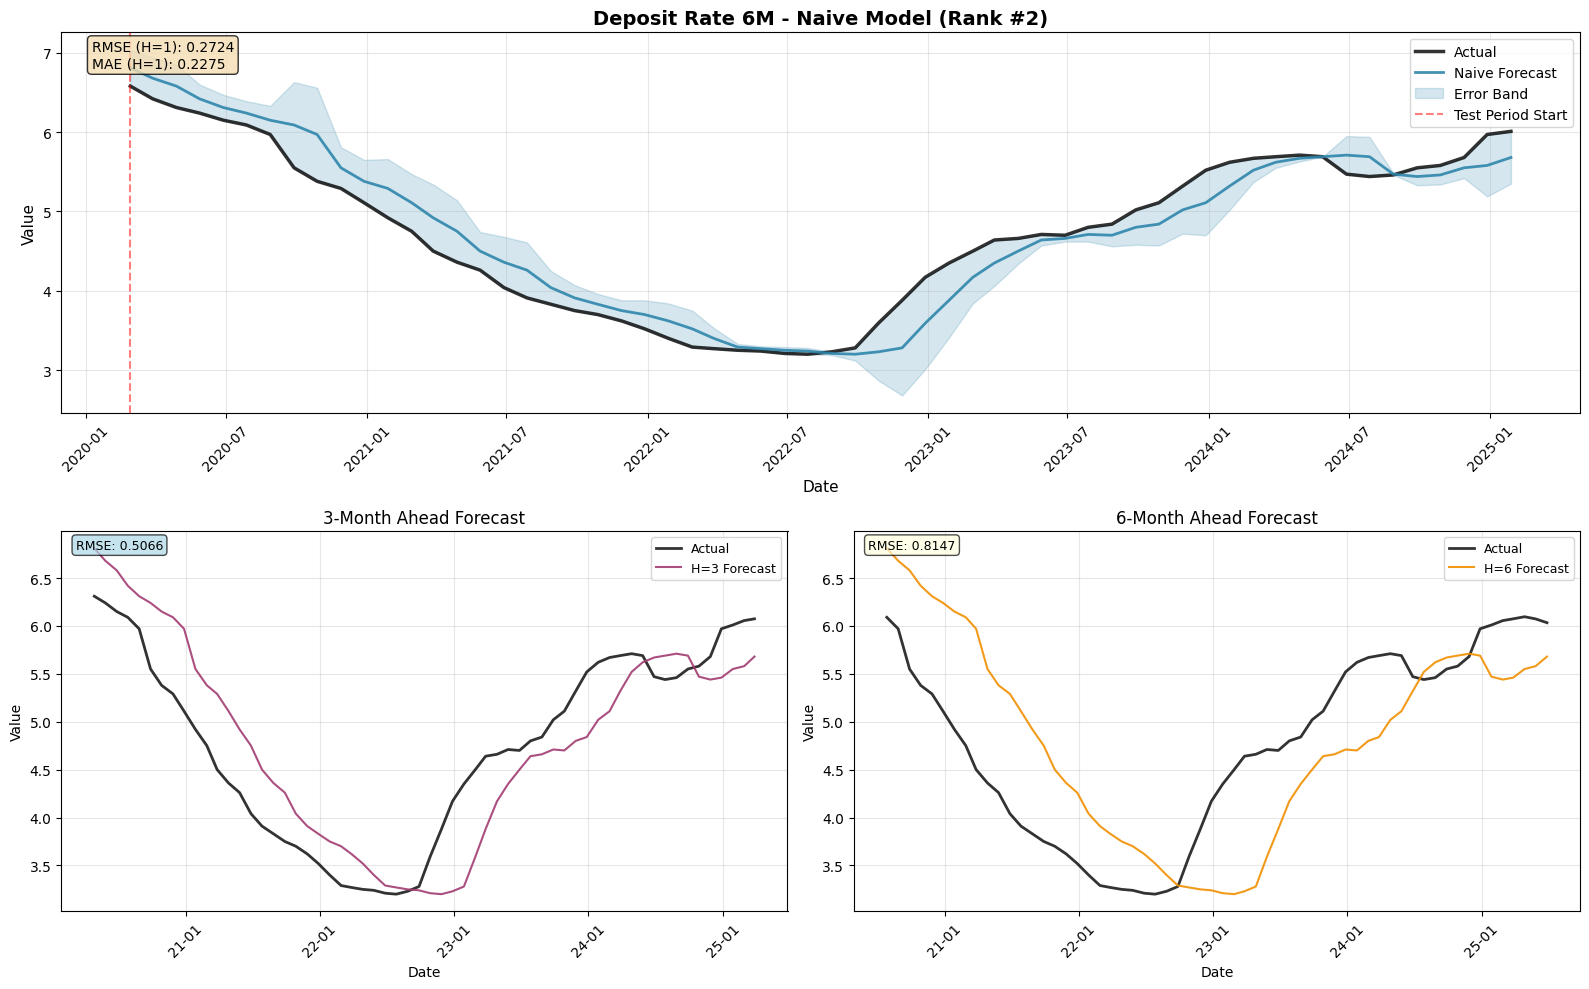 Deposit Rate 6M - Naive Model (Rank #2)
RMSE (H=1): 0.2724
MAE (H=1): 0.2275
Actual
Naive Forecast
Error Band
Test Period Start
Value
7
6
5
4
3
2020-01
2020-07
2021-01
2021-07
2022-01
2022-07
2023-01
2023-07
2024-01
2024-07
2025-01
Date
3-Month Ahead Forecast
RMSE: 0.5066
Actual
H=3 Forecast
Value
6.5
6.0
5.5
5.0
4.5
4.0
3.5
21-01
22-01
23-01
24-01
25-01
Date
6-Month Ahead Forecast
RMSE: 0.8147
Actual
H=6 Forecast
Value
6.5
6.0
5.5
5.0
4.5
4.0
3.5
21-01
22-01
23-01
24-01
25-01
Date